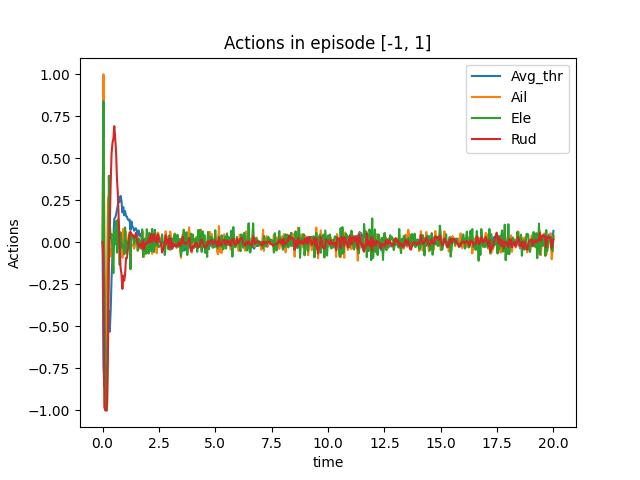 Actions in episode [-1, 1]
Avg_thr
Ail
Ele
Rud
1.00
0.75
0.50
0.25
0.00
−0.25
−0.50
−0.75
−1.00
Actions
0.0 2.5 5.0 7.5 10.0 12.5 15.0 17.5 20.0
time